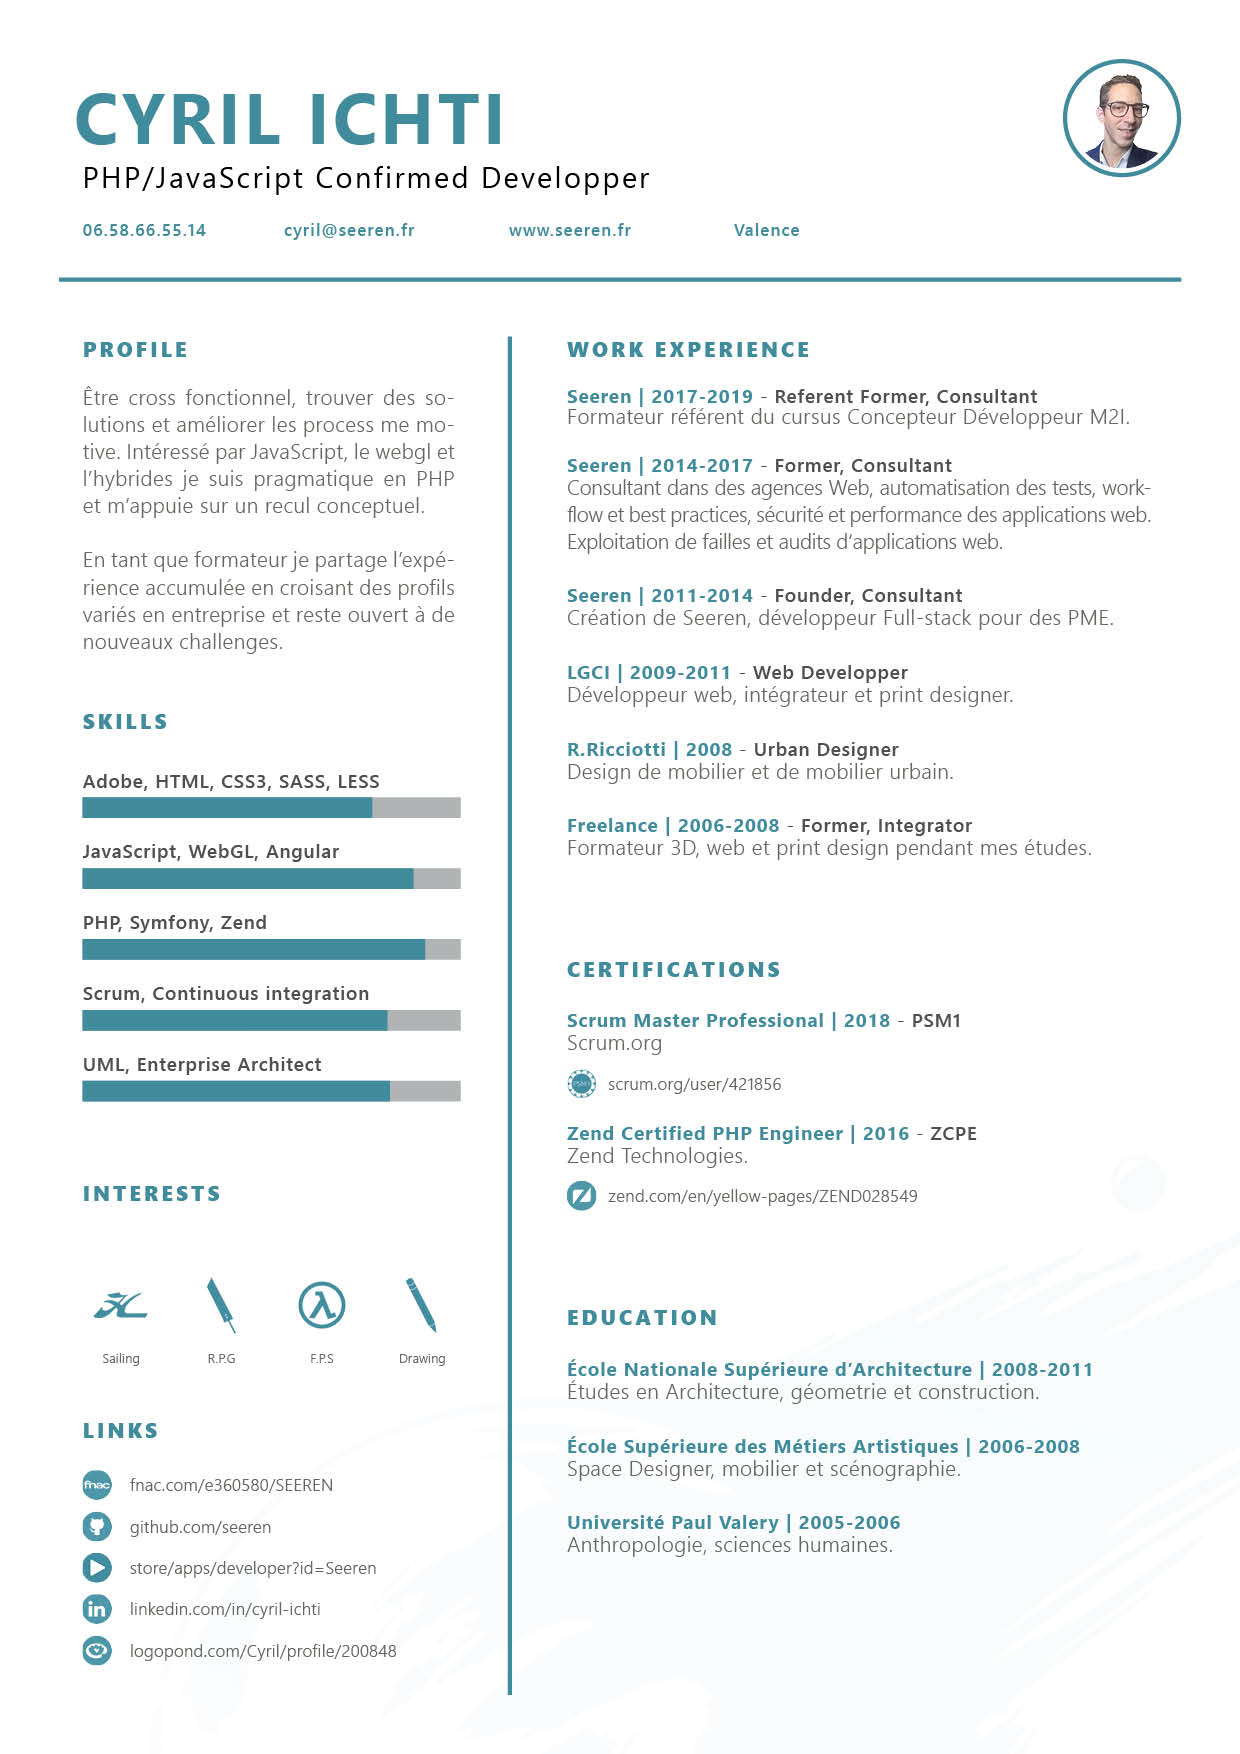 CYRIL ICHTI
PHP/JavaScript Confirmed Developper
06.58.66.55.14 cyril@seeren.fr www.seeren.fr Valence
PROFILE
Être cross fonctionnel, trouver des so-
lutions et améliorer les process me mo-
tive. Intéressé par JavaScript, le webgl et
l'hybrides je suis pragmatique en PHP
et m'appuie sur un recul conceptuel.
En tant que formateur je partage l'expé-
rience accumulée en croisant des profils
variés en entreprise et reste ouvert à de
nouveaux challenges.
SKILLS
Adobe, HTML, CSS3, SASS, LESS
JavaScript, WebGL, Angular
PHP, Symfony, Zend
Scrum, Continuous integration
UML, Enterprise Architect
INTERESTS
Sailing R.P.G F.P.S Drawing
LINKS
fnac fnac.com/e360580/SEEREN
github.com/seeren
store/apps/developer?id=Seeren
in linkedin.com/in/cyril-ichti
logopond.com/Cyril/profile/200848
WORK EXPERIENCE
Seeren | 2017-2019 - Referent Former, Consultant
Formateur référent du cursus Concepteur Développeur M2I.
Seeren | 2014-2017 - Former, Consultant
Consultant dans des agences Web, automatisation des tests, work-
flow et best practices, sécurité et performance des applications web.
Exploitation de failles et audits d'applications web.
Seeren | 2011-2014 - Founder, Consultant
Création de Seeren, développeur Full-stack pour des PME.
LGCI | 2009-2011 - Web Developper
Développeur web, intégrateur et print designer.
R.Ricciotti | 2008 - Urban Designer
Design de mobilier et de mobilier urbain.
Freelance | 2006-2008 - Former, Integrator
Formateur 3D, web et print design pendant mes études.
CERTIFICATIONS
Scrum Master Professional | 2018 - PSM1
Scrum.org
PSM I scrum.org/user/421856
Zend Certified PHP Engineer | 2016 - ZCPE
Zend Technologies.
zend.com/en/yellow-pages/ZEND028549
EDUCATION
École Nationale Supérieure d'Architecture | 2008-2011
Études en Architecture, géometrie et construction.
École Supérieure des Métiers Artistiques | 2006-2008
Space Designer, mobilier et scénographie.
Université Paul Valery | 2005-2006
Anthropologie, sciences humaines.